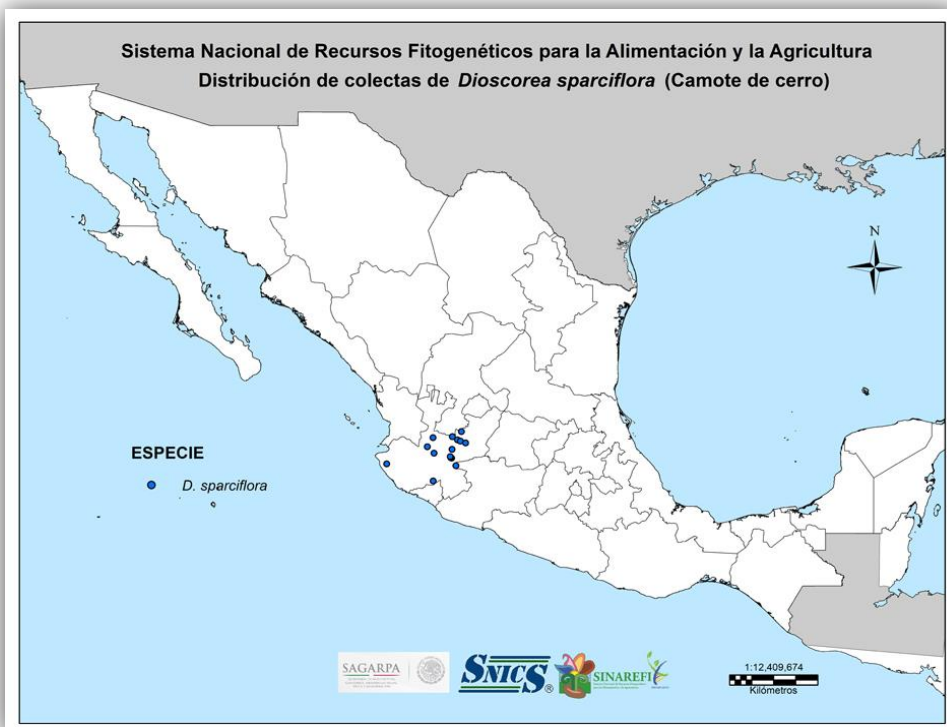 Sistema Nacional de Recursos Fitogenéticos para la Alimentación y la Agricultura
Distribución de colectas de Dioscorea sparciflora (Camote de cerro)
N
ESPECIE
D. sparciflora
SAGARPA
SNICS®
SINAREFI
1:12,409,674
Kilómetros